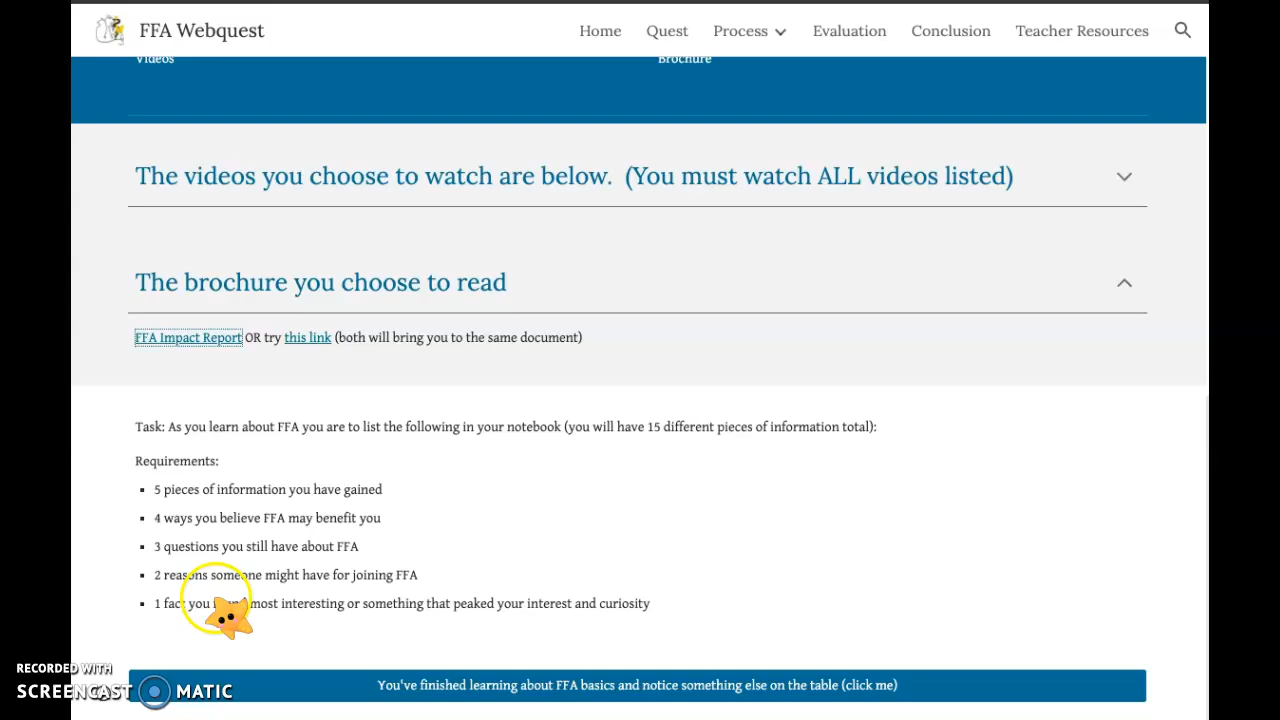 FFA Webquest
Home Quest Process Evaluation Conclusion Teacher Resources
Videos Brochure
The videos you choose to watch are below. (You must watch ALL videos listed)
The brochure you choose to read
FFA Impact Report OR try this link (both will bring you to the same document)
Task: As you learn about FFA you are to list the following in your notebook (you will have 15 different pieces of information total):
Requirements:
5 pieces of information you have gained
4 ways you believe FFA may benefit you
3 questions you still have about FFA
2 reasons someone might have for joining FFA
1 fact you most interesting or something that peaked your interest and curiosity
You've finished learning about FFA basics and notice something else on the table (click me)
RECORDED WITH
SCREENCAST MATIC